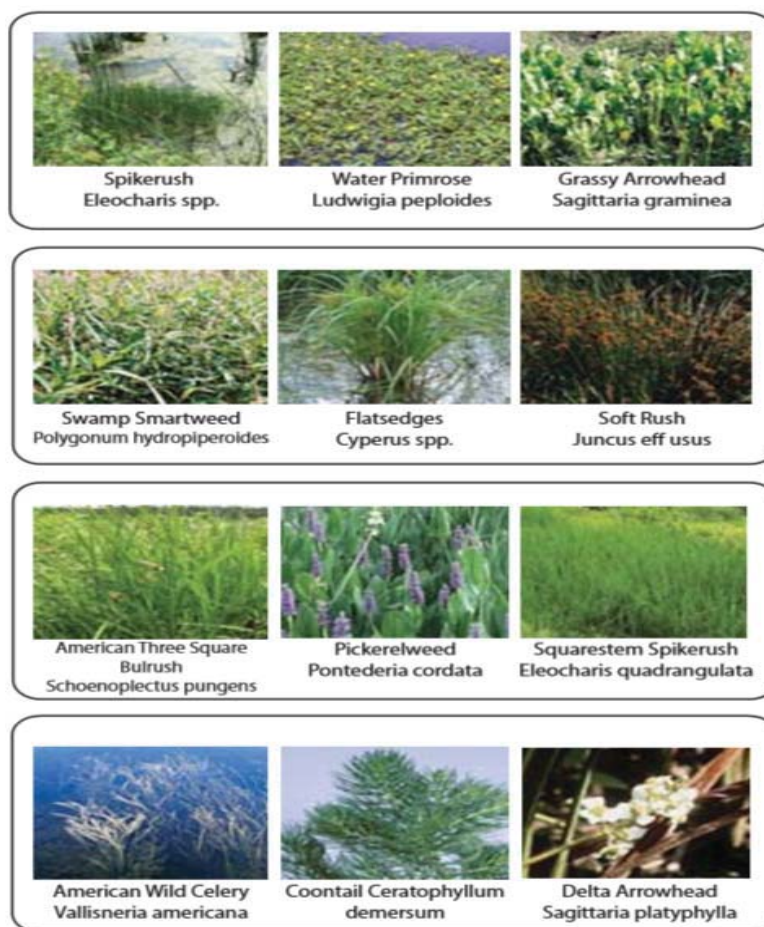 Spikerush
Eleocharis spp.
Water Primrose
Ludwigia peploides
Grassy Arrowhead
Sagittaria graminea
Swamp Smartweed
Polygonum hydropiperoides
Flatsedges
Cyperus spp.
Soft Rush
Juncus eff usus
American Three Square
Bulrush
Schoenoplectus pungens
Pickerelweed
Pontederia cordata
Squarestem Spikerush
Eleocharis quadrangulata
American Wild Celery
Vallisneria americana
Coontail Ceratophyllum
demersum
Delta Arrowhead
Sagittaria platyphylla